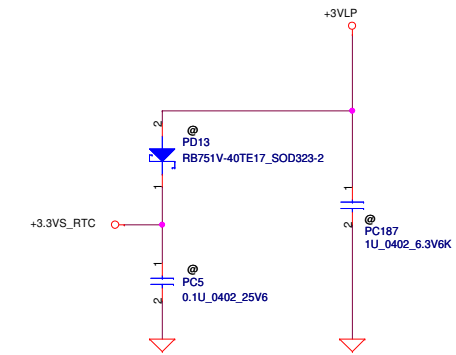 +3VLP
2
@
PD13
RB751V-40TE17_SOD323-2
1
1
@
2
PC187
1U_0402_6.3V6K
+3.3VS_RTC
1
@
PC5
2
0.1U_0402_25V6